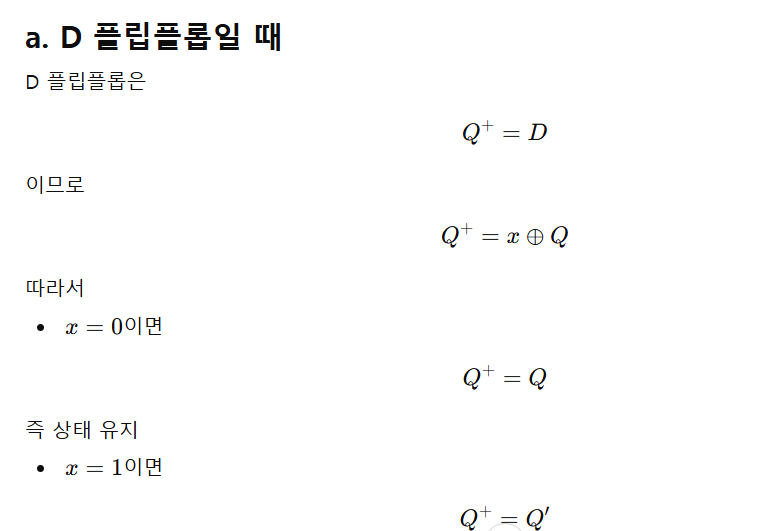 a. D 플립플롭일 때
D 플립플롭은
Q⁺ = D
이므로
Q⁺ = x ⊕ Q
따라서
• x = 0이면
Q⁺ = Q
즉 상태 유지
• x = 1이면
Q⁺ = Q′